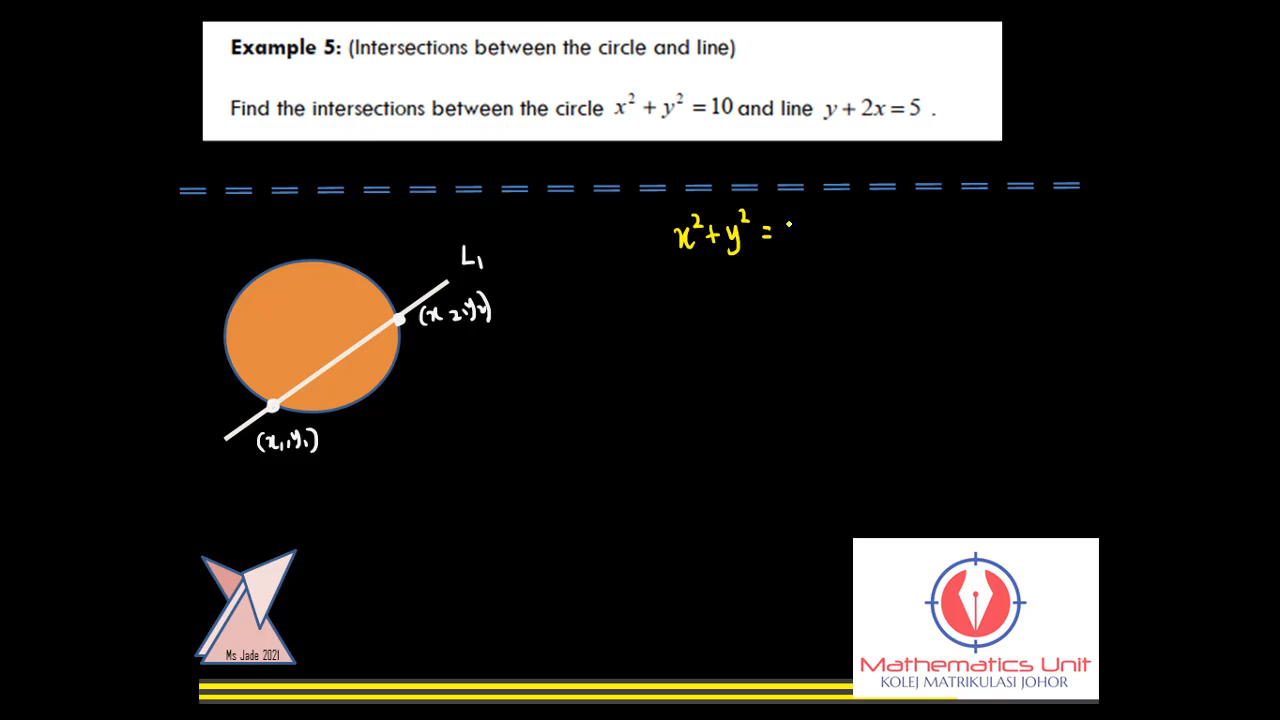 Example 5: (Intersections between the circle and line)
Find the intersections between the circle x² + y² = 10 and line y + 2x = 5 .
x² + y² =
L₁
(x₂, y₂)
(x₁, y₁)
Ms Jade 2021
Mathematics Unit
KOLEJ MATRIKULASI JOHOR